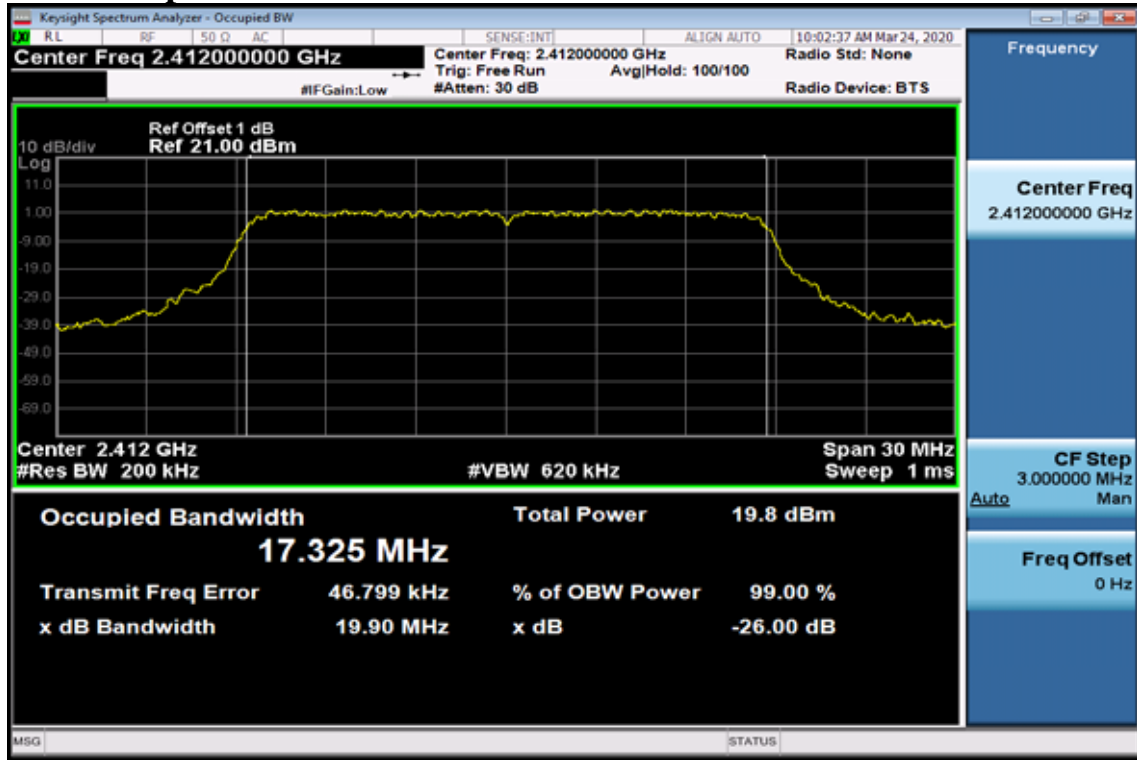 Keysight Spectrum Analyzer - Occupied BW
RL RF 50 Ω AC SENSE:INT ALIGN AUTO 10:02:37 AM Mar 24, 2020
Center Freq 2.412000000 GHz
Center Freq: 2.412000000 GHz
Radio Std: None
Trig: Free Run Avg|Hold: 100/100
#IFGain:Low
#Atten: 30 dB
Radio Device: BTS
Frequency
Ref Offset 1 dB
10 dB/div Ref 21.00 dBm
Log
11.0
1.00
-9.00
-19.0
-29.0
-39.0
-49.0
-59.0
-69.0
Center 2.412 GHz Span 30 MHz
#Res BW 200 kHz #VBW 620 kHz Sweep 1 ms
Occupied Bandwidth Total Power 19.8 dBm
17.325 MHz
Transmit Freq Error 46.799 kHz % of OBW Power 99.00 %
x dB Bandwidth 19.90 MHz x dB -26.00 dB
Center Freq
2.412000000 GHz
CF Step
3.000000 MHz
Auto Man
Freq Offset
0 Hz
MSG STATUS